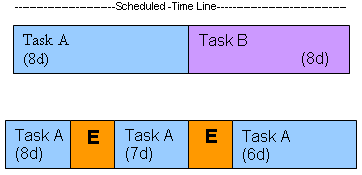 Scheduled -Time Line
Task A
(8d)
Task B
(8d)
Task A
(8d)
E
Task A
(7d)
E
Task A
(6d)